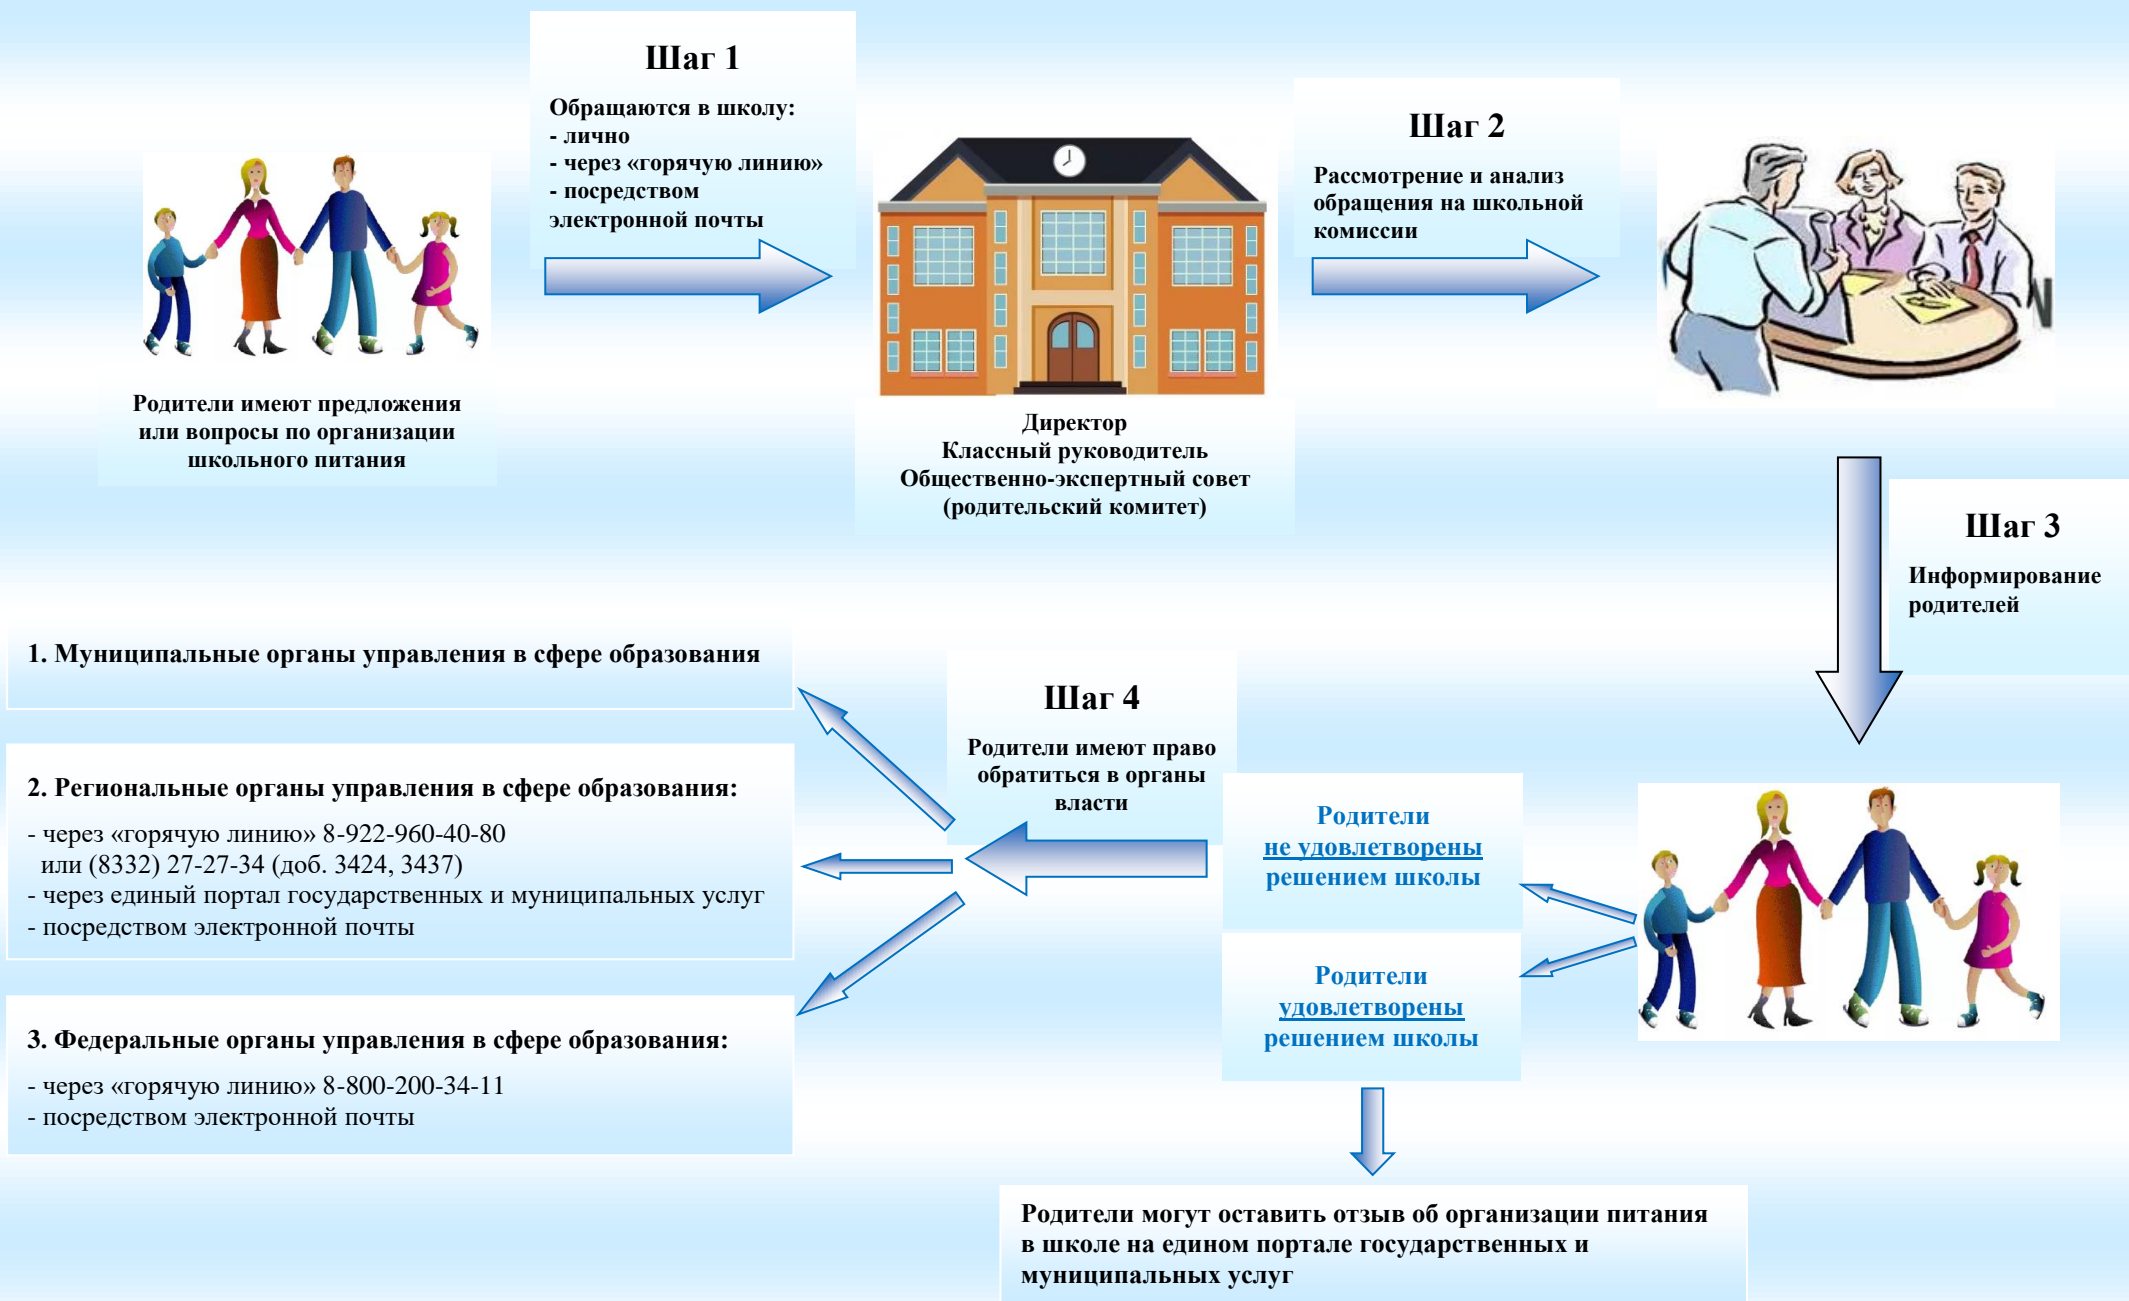 Шаг 1
Обращаются в школу:
- лично
- через «горячую линию»
- посредством
электронной почты
Родители имеют предложения
или вопросы по организации
школьного питания
Директор
Классный руководитель
Общественно-экспертный совет
(родительский комитет)
Шаг 2
Рассмотрение и анализ
обращения на школьной
комиссии
Шаг 3
Информирование
родителей
Родители
не удовлетворены
решением школы
Родители
удовлетворены
решением школы
Шаг 4
Родители имеют право
обратиться в органы
власти
1. Муниципальные органы управления в сфере образования
2. Региональные органы управления в сфере образования:
- через «горячую линию» 8-922-960-40-80
или (8332) 27-27-34 (доб. 3424, 3437)
- через единый портал государственных и муниципальных услуг
- посредством электронной почты
3. Федеральные органы управления в сфере образования:
- через «горячую линию» 8-800-200-34-11
- посредством электронной почты
Родители могут оставить отзыв об организации питания
в школе на едином портале государственных и
муниципальных услуг